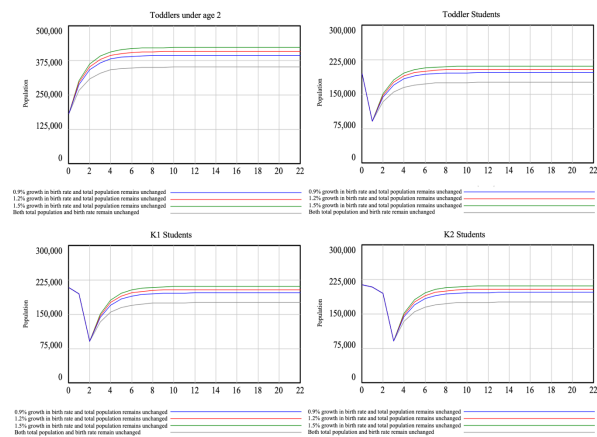 Toddlers under age 2
500,000
375,000
250,000
125,000
0
Population
0 2 4 6 8 10 12 14 16 18 20 22
0.9% growth in birth rate and total population remains unchanged
1.2% growth in birth rate and total population remains unchanged
1.5% growth in birth rate and total population remains unchanged
Both total population and birth rate remain unchanged
Toddler Students
300,000
225,000
150,000
75,000
0
Population
0 2 4 6 8 10 12 14 16 18 20 22
0.9% growth in birth rate and total population remains unchanged
1.2% growth in birth rate and total population remains unchanged
1.5% growth in birth rate and total population remains unchanged
Both total population and birth rate remain unchanged
K1 Students
300,000
225,000
150,000
75,000
0
Population
0 2 4 6 8 10 12 14 16 18 20 22
0.9% growth in birth rate and total population remains unchanged
1.2% growth in birth rate and total population remains unchanged
1.5% growth in birth rate and total population remains unchanged
Both total population and birth rate remain unchanged
K2 Students
300,000
225,000
150,000
75,000
0
Population
0 2 4 6 8 10 12 14 16 18 20 22
0.9% growth in birth rate and total population remains unchanged
1.2% growth in birth rate and total population remains unchanged
1.5% growth in birth rate and total population remains unchanged
Both total population and birth rate remain unchanged